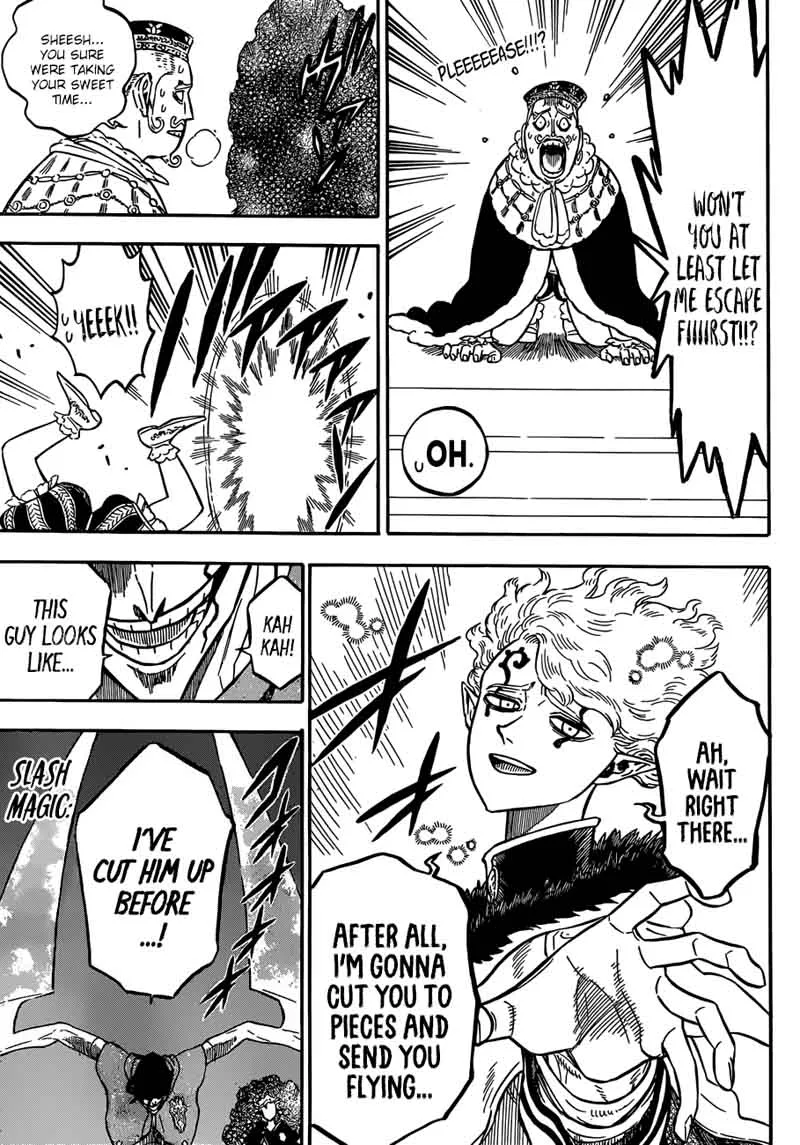 PLEEEEEASE!!!?
WON'T
YOU AT
LEAST LET
ME ESCAPE
FIIIIRST!!?
OH.
SHEESH...
YOU SURE
WERE TAKING
YOUR SWEET
TIME...
YEEEK!!
AH,
WAIT
RIGHT
THERE...
AFTER ALL,
I'M GONNA
CUT YOU TO
PIECES AND
SEND YOU
FLYING...
KAH
KAH!
THIS
GUY LOOKS
LIKE...
I'VE
CUT HIM UP
BEFORE
...!
SLASH
MAGIC: